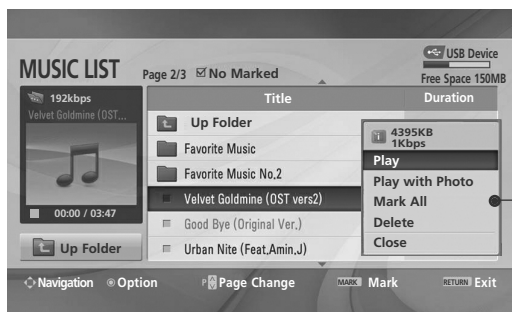 USB Device
MUSIC LIST
Page 2/3 No Marked
Free Space 150MB
192kbps
Velvet Goldmine (OST...
Title
Duration
Up Folder
Favorite Music
Favorite Music No.2
Velvet Goldmine (OST vers2)
Good Bye (Original Ver.)
Urban Nite (Feat,Amin,J)
4395KB
1Kbps
Play
Play with Photo
Mark All
Delete
Close
00:00 / 03:47
Up Folder
Navigation Option P Page Change MARK Mark RETURN Exit